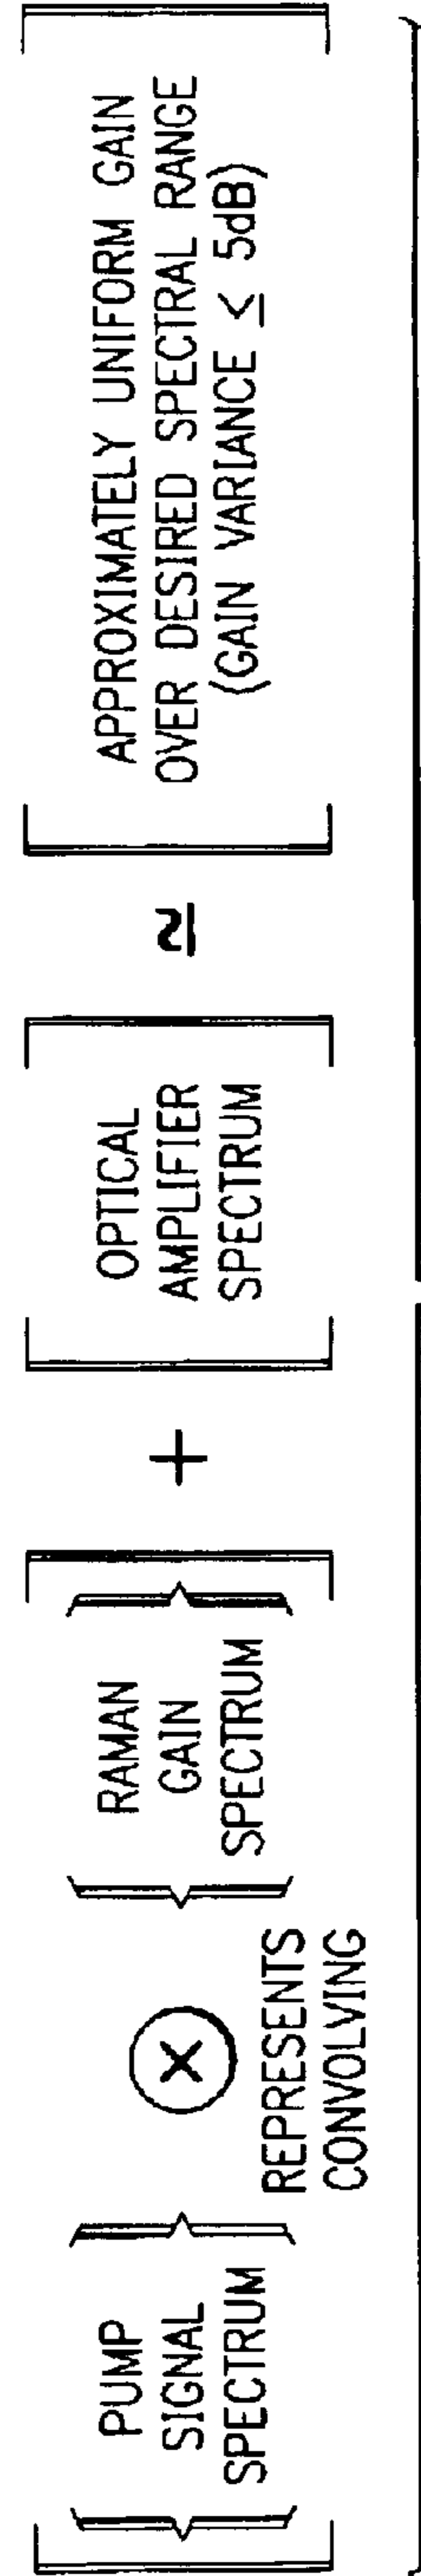 PUMP
SIGNAL
SPECTRUM
⊗
REPRESENTS
CONVOLVING
RAMAN
GAIN
SPECTRUM
+
OPTICAL
AMPLIFIER
SPECTRUM
≅
APPROXIMATELY UNIFORM GAIN
OVER DESIRED SPECTRAL RANGE
(GAIN VARIANCE ≤ 5dB)